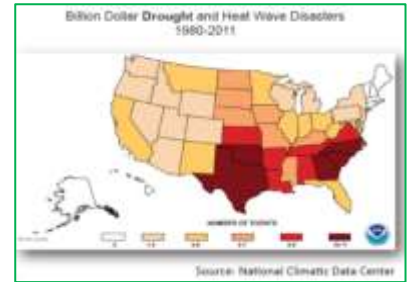 Billion Dollar Drought and Heat Wave Disasters
1980-2011
NUMBER OF EVENTS
Source: National Climatic Data Center